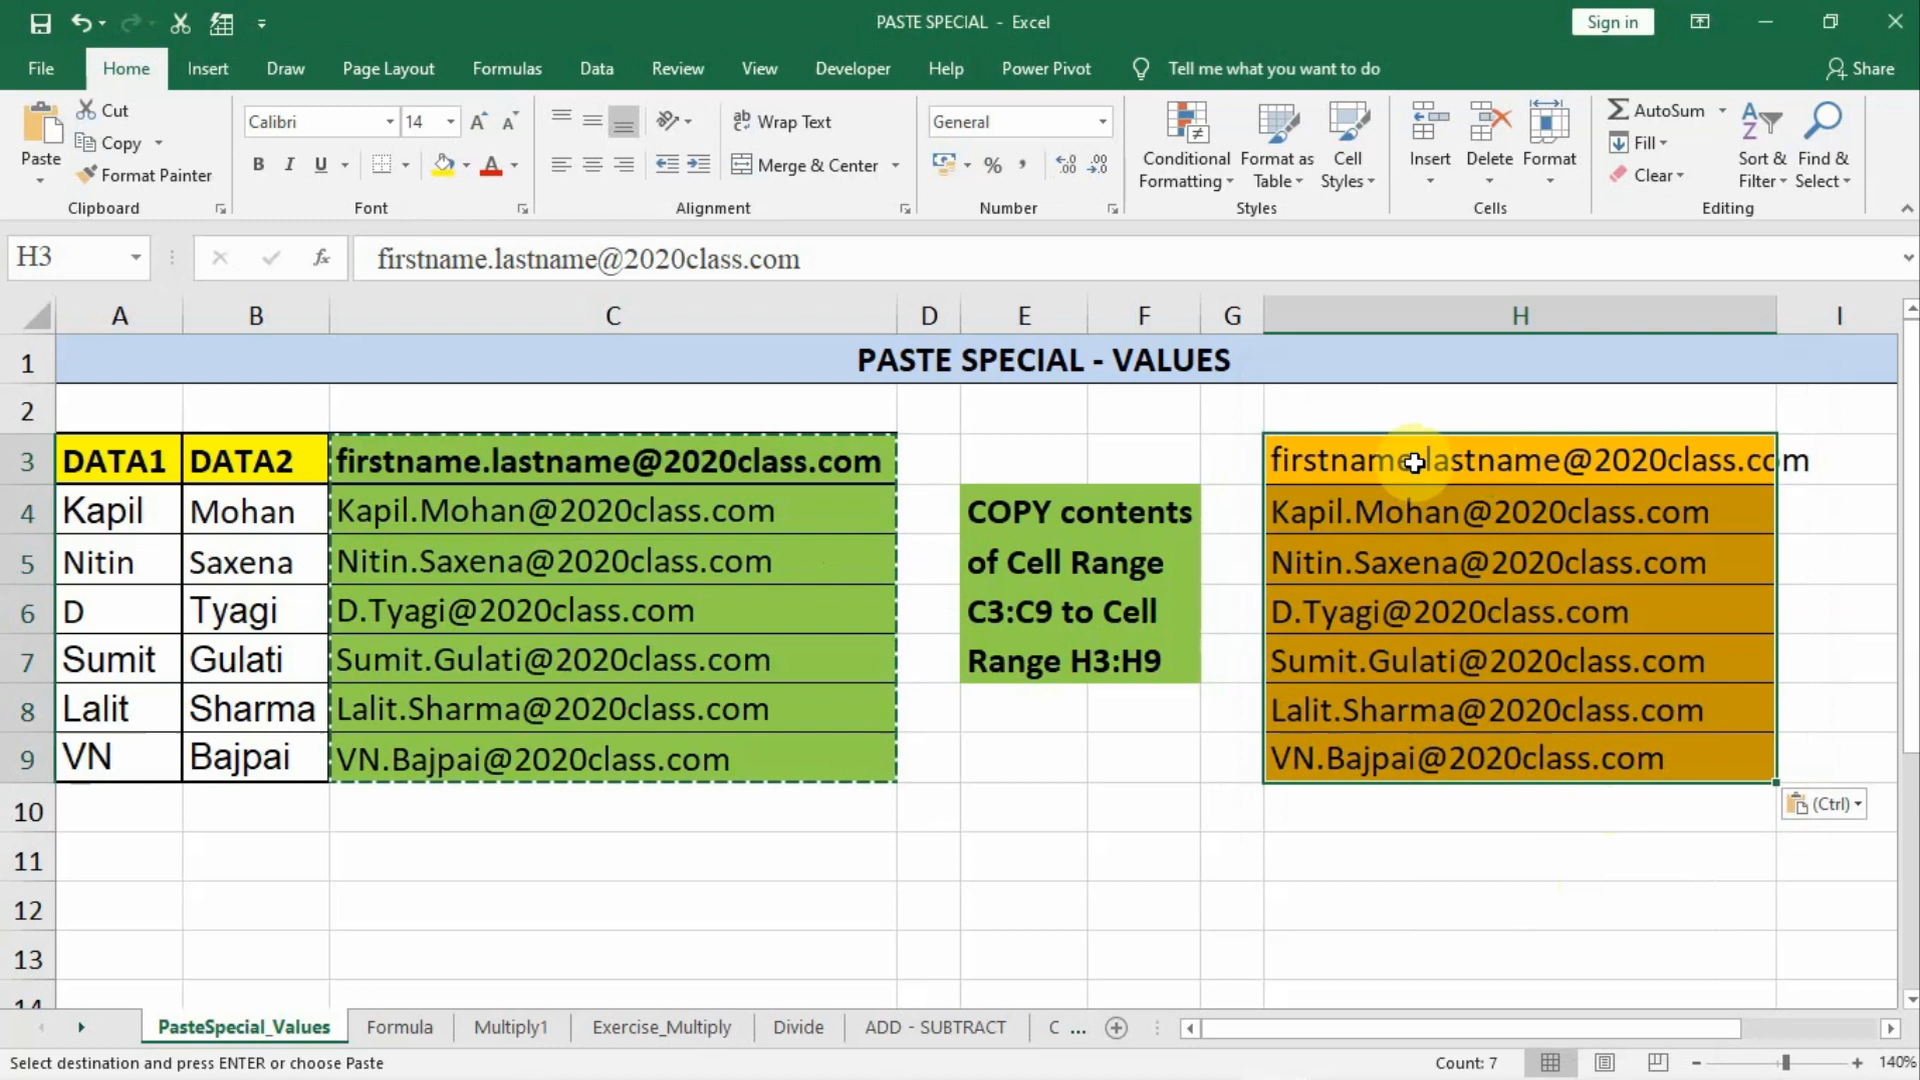 PASTE SPECIAL - Excel
Sign in
File Home Insert Draw Page Layout Formulas Data Review View Developer Help Power Pivot Tell me what you want to do Share
Paste
Cut
Copy
Format Painter
Clipboard
Calibri 14
B I U
Font
Wrap Text
Merge & Center
Alignment
General
Number
Conditional Formatting
Format as Table
Cell Styles
Styles
Insert Delete Format
Cells
AutoSum
Fill
Clear
Sort & Filter
Find & Select
Editing
H3 fx firstname.lastname@2020class.com
A B C D E F G H I
1 PASTE SPECIAL - VALUES
2
3 DATA1 DATA2 firstname.lastname@2020class.com firstname.lastname@2020class.com
4 Kapil Mohan Kapil.Mohan@2020class.com COPY contents Kapil.Mohan@2020class.com
5 Nitin Saxena Nitin.Saxena@2020class.com of Cell Range Nitin.Saxena@2020class.com
6 D Tyagi D.Tyagi@2020class.com C3:C9 to Cell D.Tyagi@2020class.com
7 Sumit Gulati Sumit.Gulati@2020class.com Range H3:H9 Sumit.Gulati@2020class.com
8 Lalit Sharma Lalit.Sharma@2020class.com Lalit.Sharma@2020class.com
9 VN Bajpai VN.Bajpai@2020class.com VN.Bajpai@2020class.com
10 (Ctrl)
11
12
13
14
PasteSpecial_Values Formula Multiply1 Exercise_Multiply Divide ADD - SUBTRACT C ...
Select destination and press ENTER or choose Paste Count: 7 140%